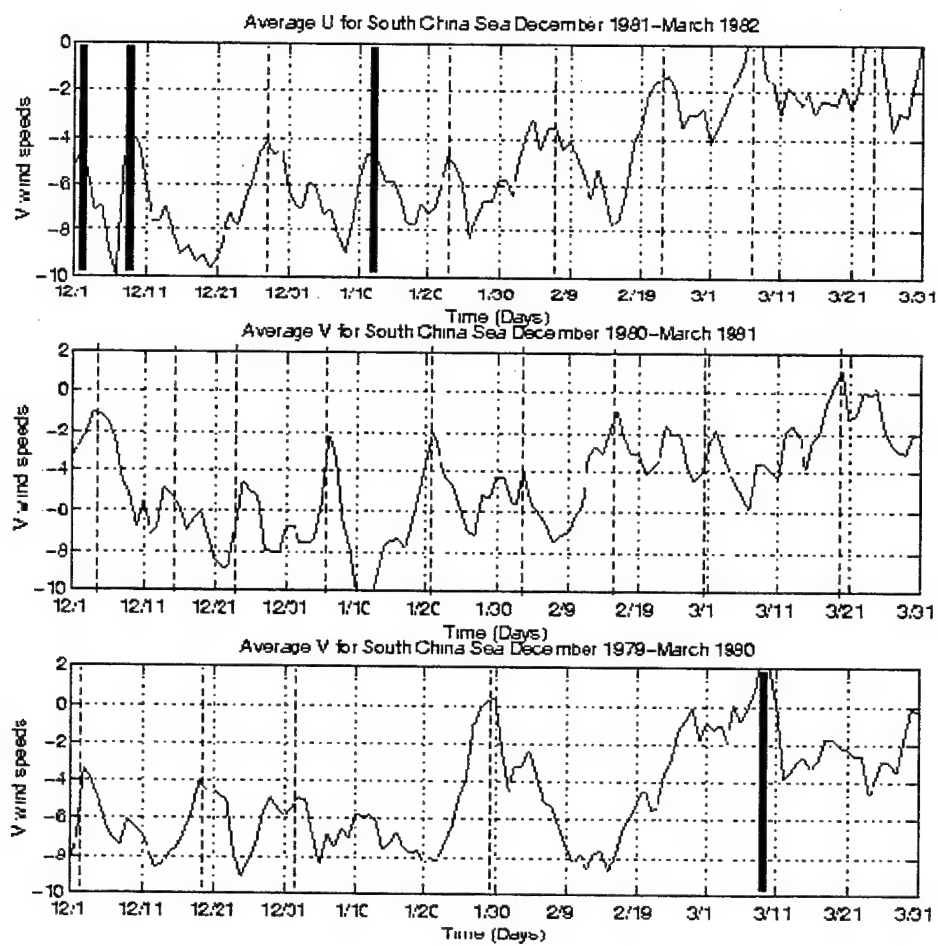 Average U for South China Sea December 1981-March 1982
V wind speeds
0
-2
-4
-6
-8
-10
12/1 12/11 12/21 12/31 1/10 1/20 1/30 2/9 2/19 3/1 3/11 3/21 3/31
Time (Days)
Average V for South China Sea December 1980-March 1981
V wind speeds
2
0
-2
-4
-6
-8
-10
12/1 12/11 12/21 12/31 1/10 1/20 1/30 2/9 2/19 3/1 3/11 3/21 3/31
Time (Days)
Average V for South China Sea December 1979-March 1980
V wind speeds
2
0
-2
-4
-6
-8
-10
12/1 12/11 12/21 12/31 1/10 1/20 1/30 2/9 2/19 3/1 3/11 3/21 3/31
Time (Days)